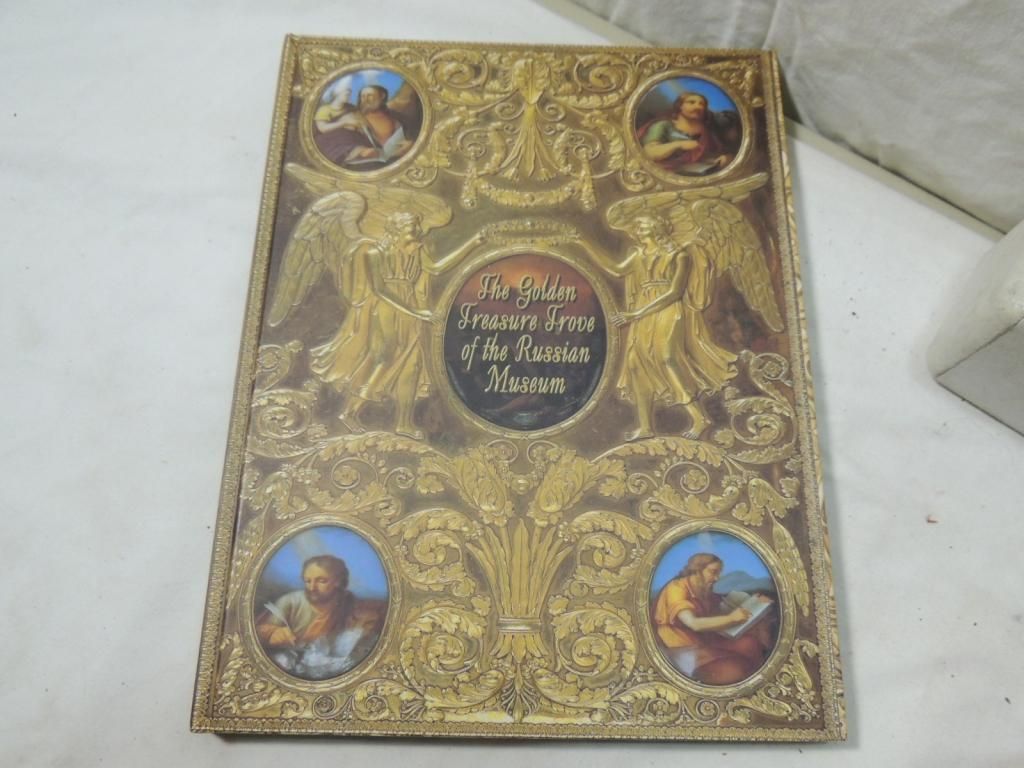 The Golden
Treasure Trove
of the Russian
Museum